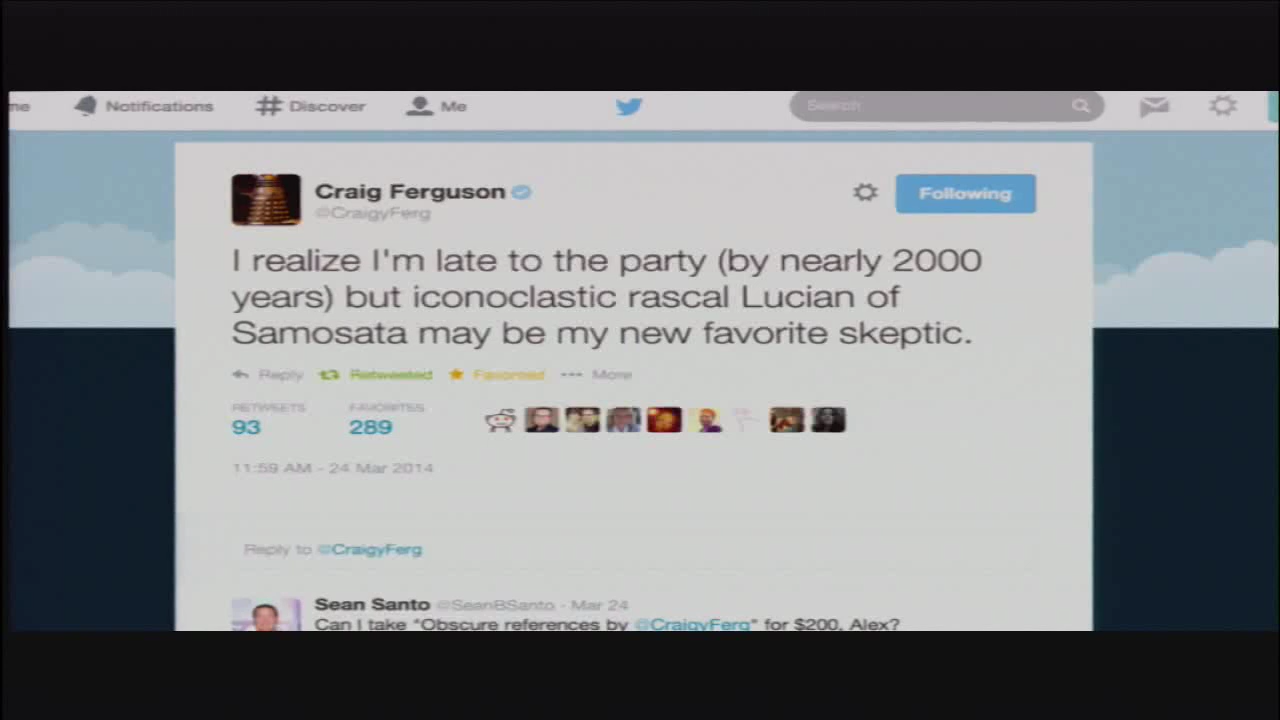 me Notifications Discover Me Search
Craig Ferguson
@CraigyFerg
Following
I realize I'm late to the party (by nearly 2000
years) but iconoclastic rascal Lucian of
Samosata may be my new favorite skeptic.
Reply Retweeted Favorited More
RETWEETS FAVORITES
93 289
11:59 AM - 24 Mar 2014
Reply to @CraigyFerg
Sean Santo @SeanBSanto - Mar 24
Can I take "Obscure references by @CraigyFerg" for $200, Alex?